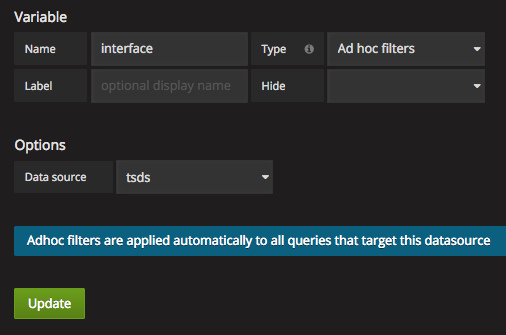 Variable
Name interface Type Ad hoc filters
Label optional display name Hide
Options
Data source tsds
Adhoc filters are applied automatically to all queries that target this datasource
Update